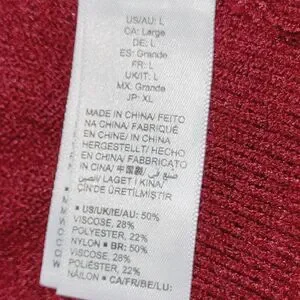 US/AU: L
CA: Large
DE: L
ES: Grande
FR: L
UK/IT: L
MX: Grande
JP: XL
MADE IN CHINA/ FEITO
NA CHINA/ FABRIQUÉ
EN CHINE/ IN CHINA
HERGESTELLT/ HECHO
EN CHINA/ FABBRICATO
IN CINA/ 中国制造/ صنع في
الصين/ LAGET I KINA/
ÇİN'DE ÜRETİLMİŞTİR
• US/UK/IE/AU: 50%
VISCOSE, 28%
POLYESTER, 22%
NYLON • BR: 50%
VISCOSE, 28%
POLIÉSTER, 22%
NÁILON • CA/FR/BE/LU: